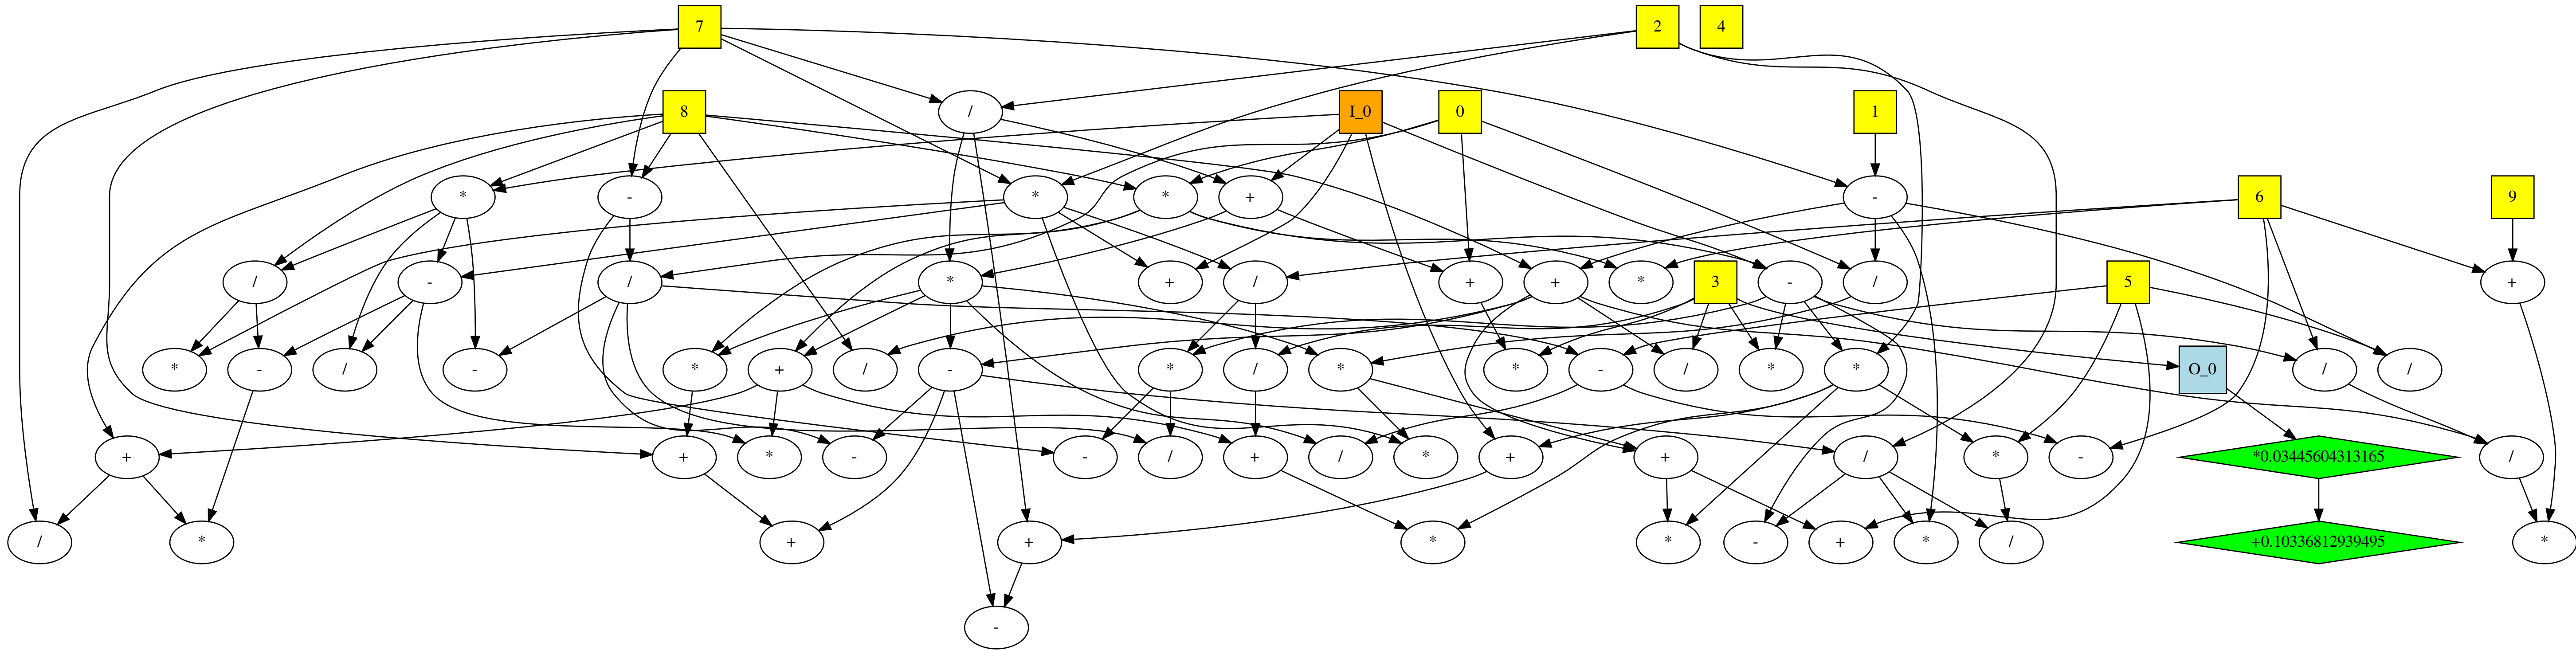 7 2 4
8 / I_0 0 1
* - * * + - 6 9
/ - / * + / + + * 3 - / 5 +
* - / - * + / - * / * * - / * * O_0 / /
+ + * - - / + / * + + / * - *0.03445604313165 /
/ * + + * * - + * / +0.10336812939495 *
-